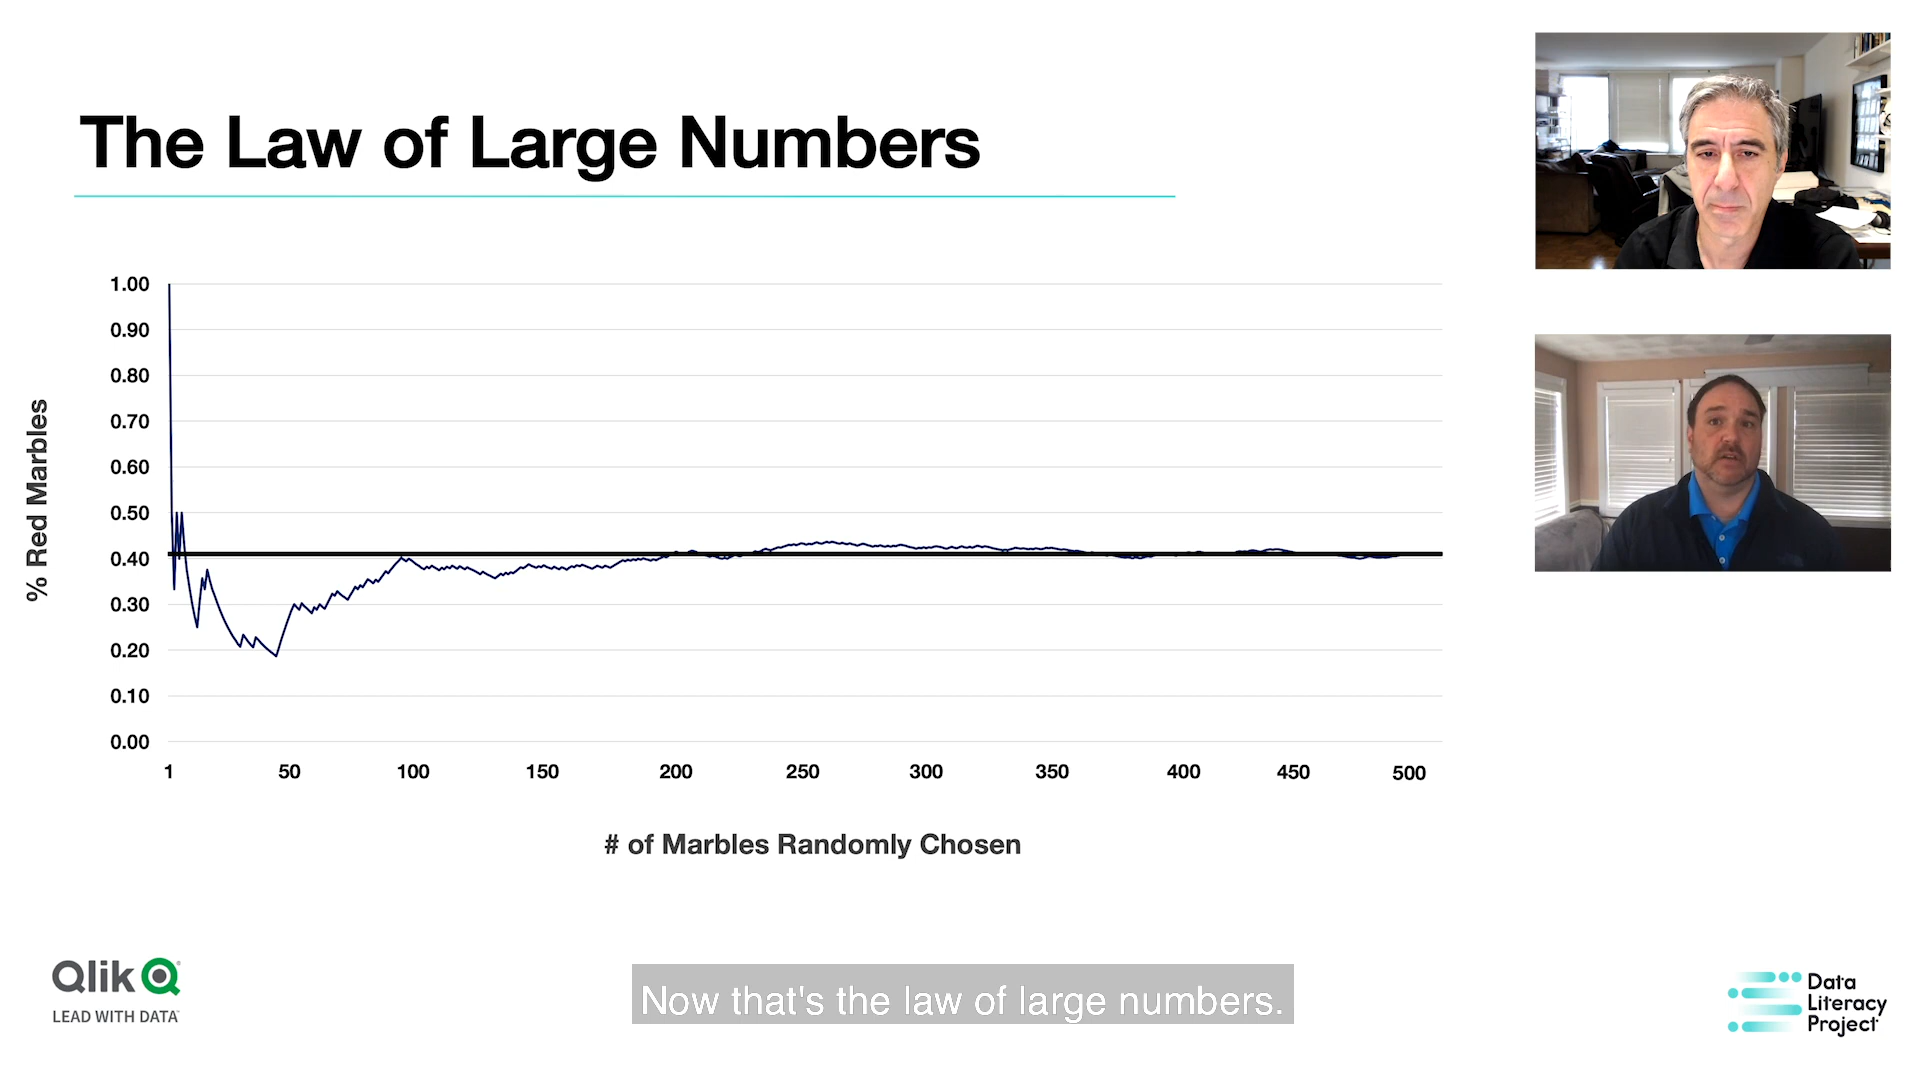 The Law of Large Numbers
% Red Marbles
1.00
0.90
0.80
0.70
0.60
0.50
0.40
0.30
0.20
0.10
0.00
1 50 100 150 200 250 300 350 400 450 500
# of Marbles Randomly Chosen
Qlik
LEAD WITH DATA
Now that's the law of large numbers.
Data
Literacy
Project